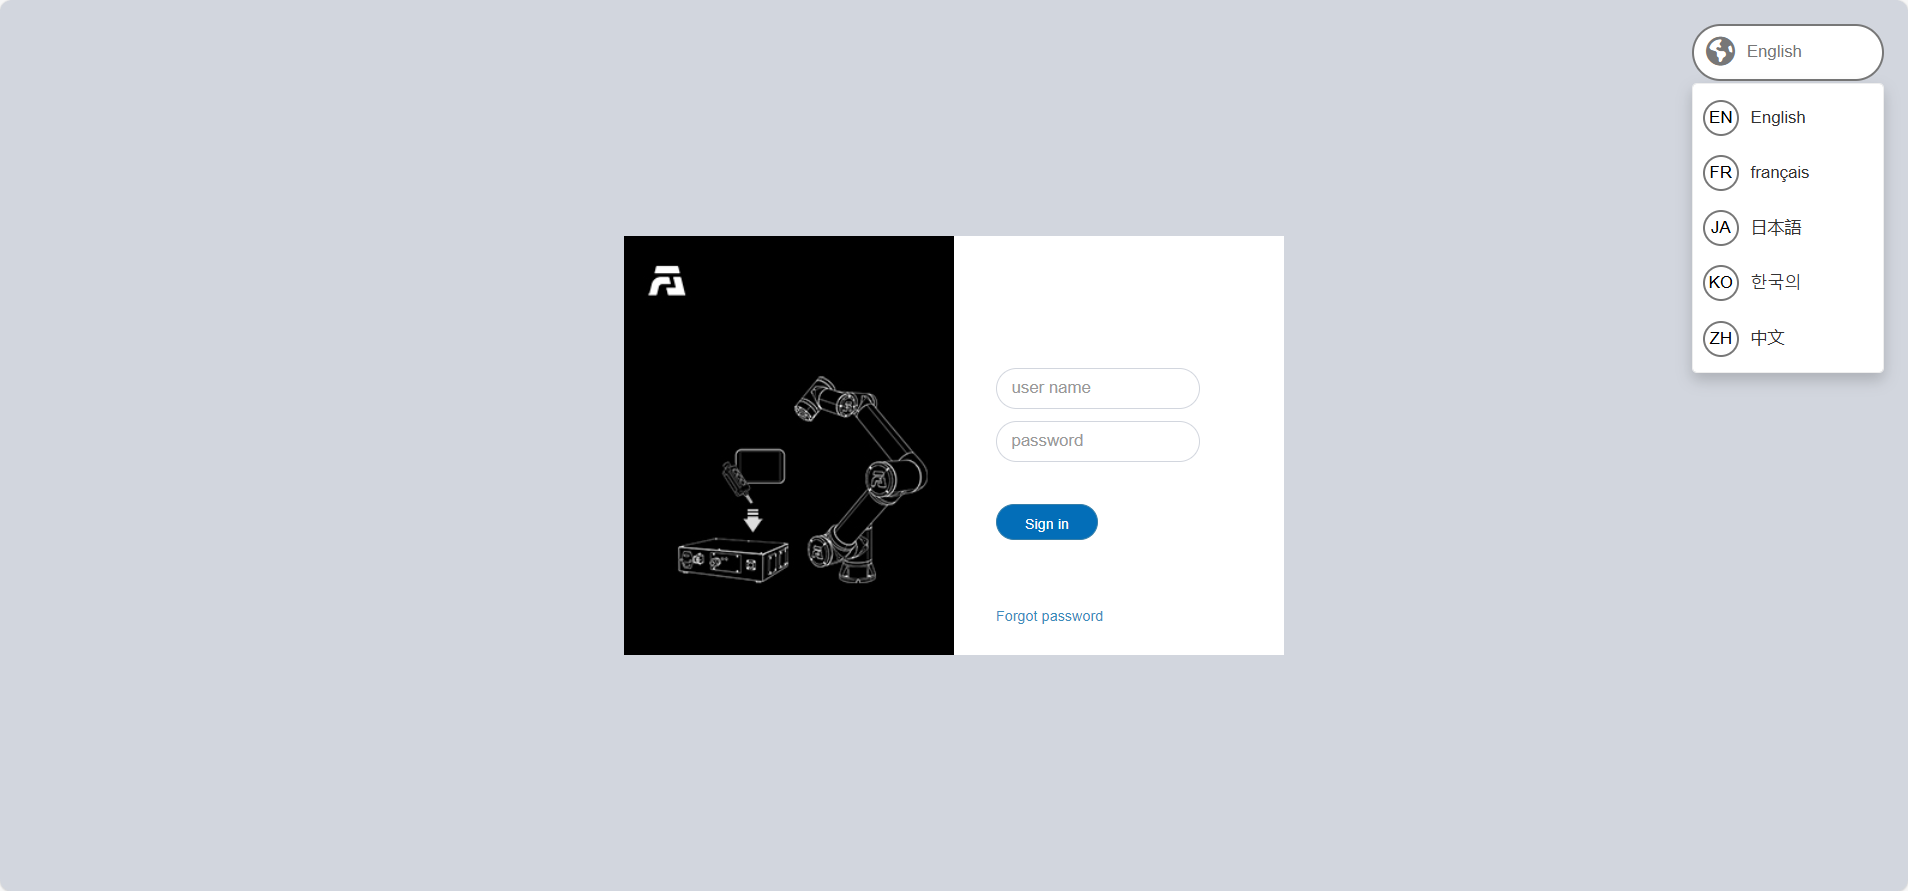 English
EN English
FR français
JA 日本語
KO 한국의
ZH 中文
user name
password
Sign in
Forgot password